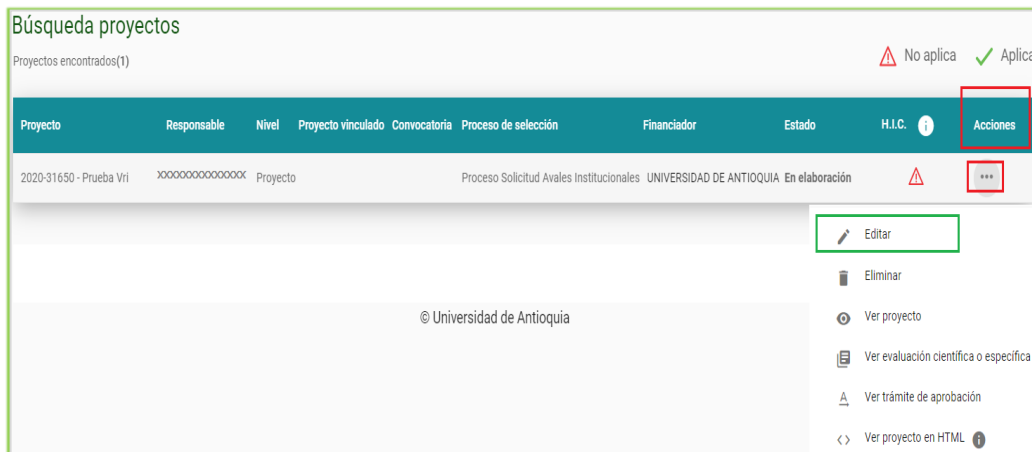 Búsqueda proyectos
Proyectos encontrados(1)
No aplica Aplica
Proyecto Responsable Nivel Proyecto vinculado Convocatoria Proceso de selección Financiador Estado H.I.C. i Acciones
2020-31650 - Prueba Vri XXXXXXXXXXXXXX Proyecto Proceso Solicitud Avales Institucionales UNIVERSIDAD DE ANTIOQUIA En elaboración
Editar
Eliminar
© Universidad de Antioquia
Ver proyecto
Ver evaluación científica o específica
Ver trámite de aprobación
Ver proyecto en HTML i